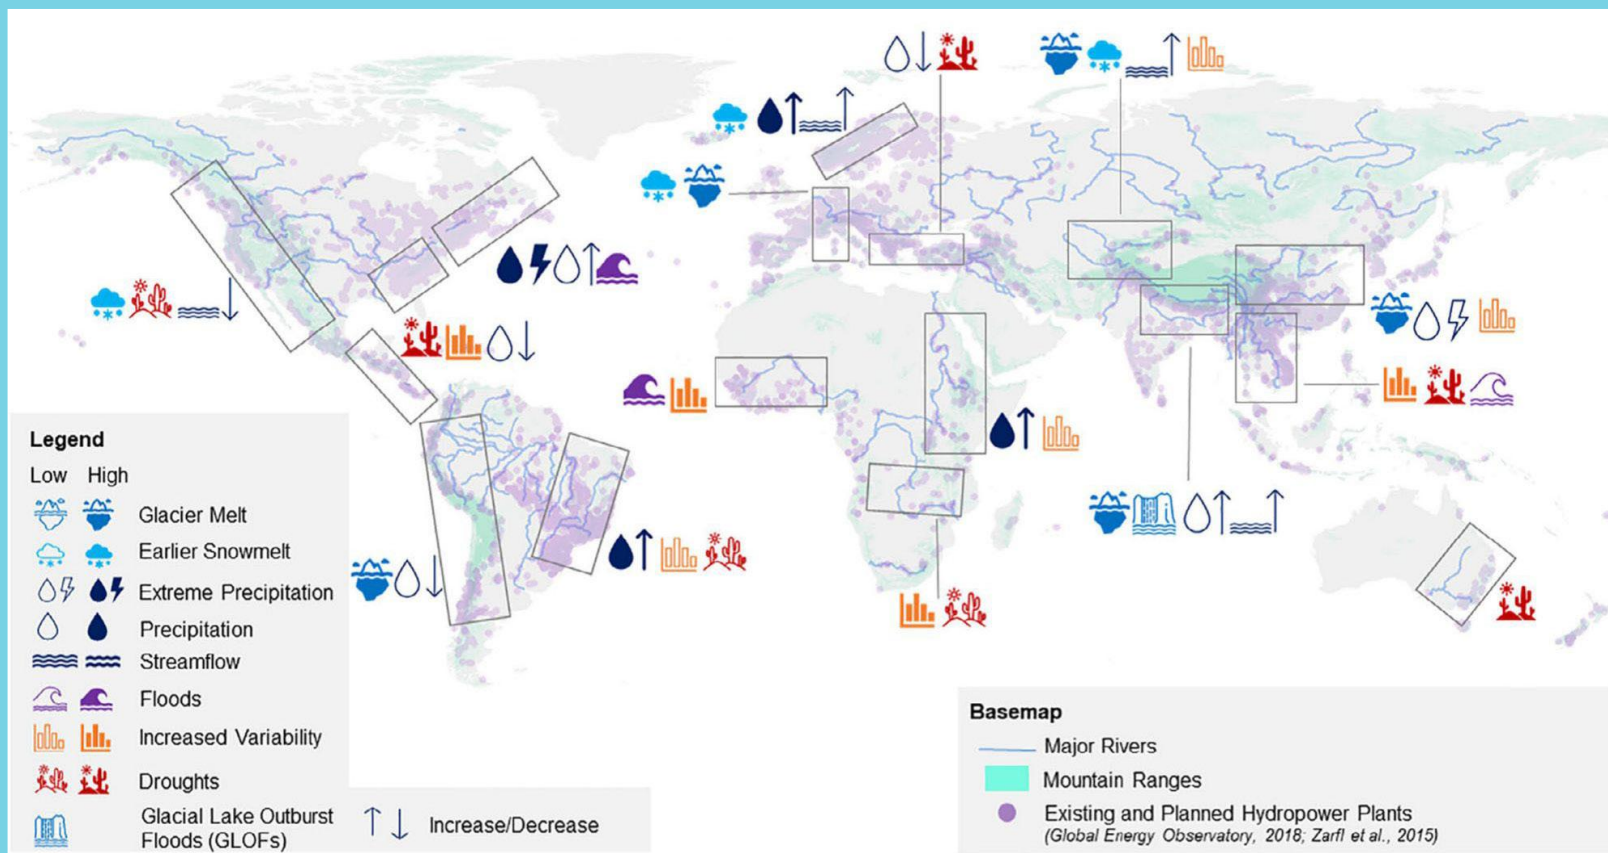 Legend
Low High
Glacier Melt
Earlier Snowmelt
Extreme Precipitation
Precipitation
Streamflow
Floods
Increased Variability
Droughts
Glacial Lake Outburst
Floods (GLOFs)
Increase/Decrease
Basemap
Major Rivers
Mountain Ranges
Existing and Planned Hydropower Plants
(Global Energy Observatory, 2018; Zarfl et al., 2015)